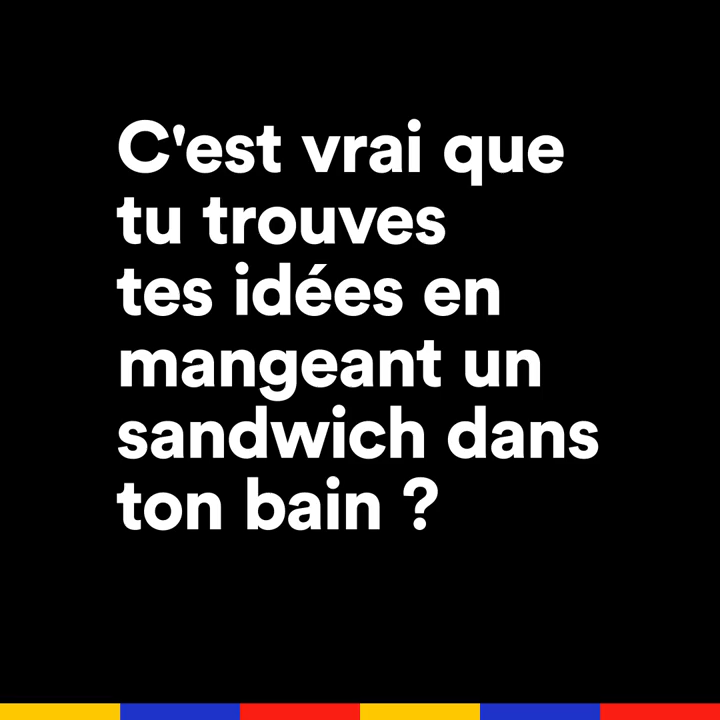 C'est vrai que
tu trouves
tes idées en
mangeant un
sandwich dans
ton bain ?